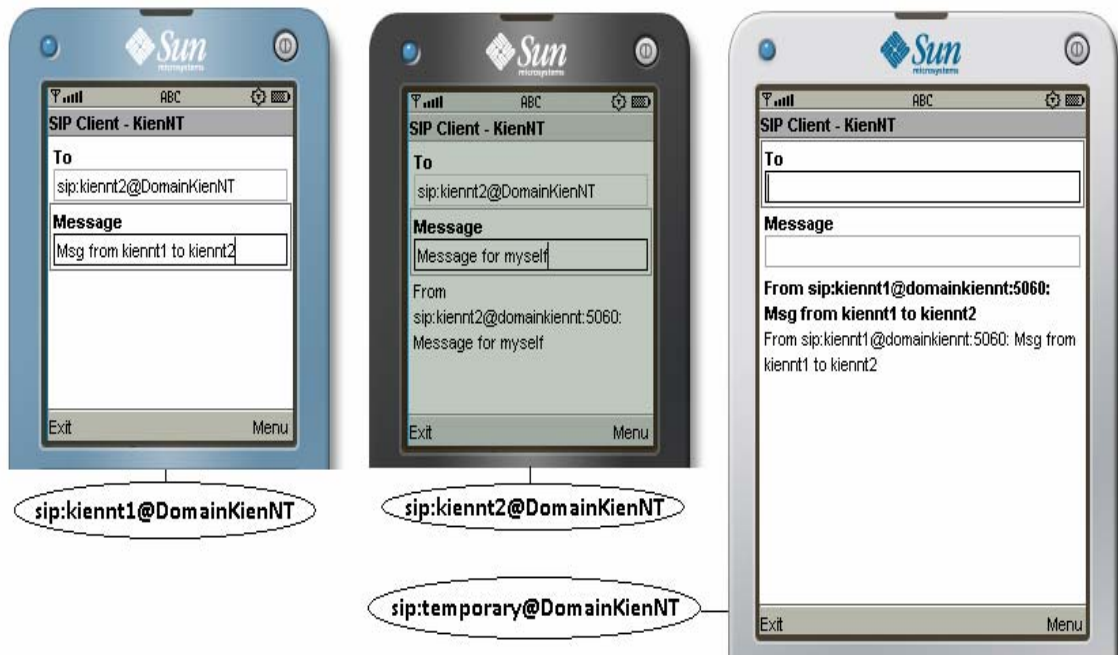 Sun
microsystems
ABC
SIP Client - KienNT
To
sip:kiennt2@DomainKienNT
Message
Msg from kiennt1 to kiennt2
Exit
Menu
sip:kiennt1@DomainKienNT
Sun
microsystems
ABC
SIP Client - KienNT
To
sip:kiennt2@DomainKienNT
Message
Message for myself
From
sip:kiennt2@domainkiennt:5060:
Message for myself
Exit
Menu
sip:kiennt2@DomainKienNT
Sun
microsystems
ABC
SIP Client - KienNT
To
Message
From sip:kiennt1@domainkiennt:5060:
Msg from kiennt1 to kiennt2
From sip:kiennt1@domainkiennt:5060: Msg from
kiennt1 to kiennt2
Exit
Menu
sip:temporary@DomainKienNT